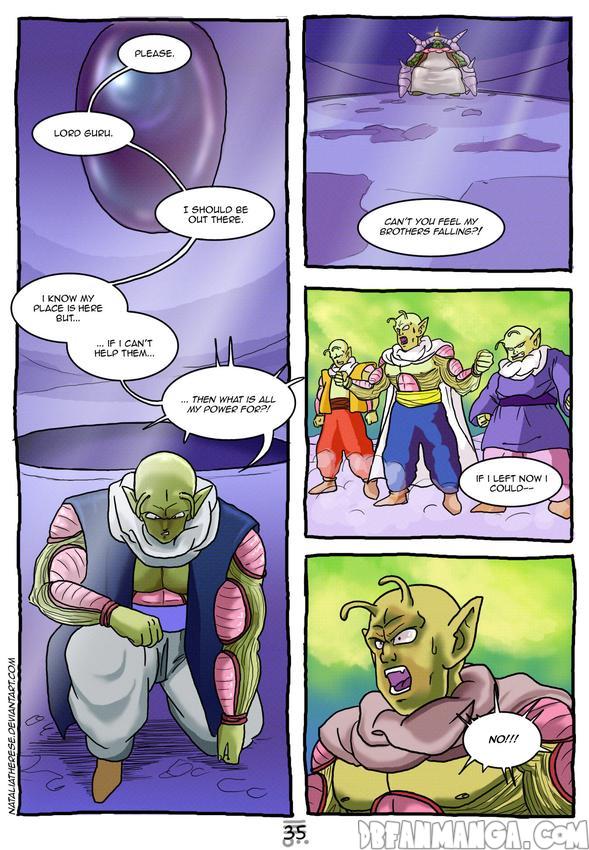 PLEASE.
LORD GURU.
I SHOULD BE
OUT THERE.
I KNOW MY
PLACE IS HERE
BUT...
... IF I CAN'T
HELP THEM...
... THEN WHAT IS ALL
MY POWER FOR?!
CAN'T YOU FEEL MY
BROTHERS FALLING?!
IF I LEFT NOW I
COULD--
NO!!!
NATALIATHERESE.DEVIANTART.COM
35
DBFANMANGA.COM